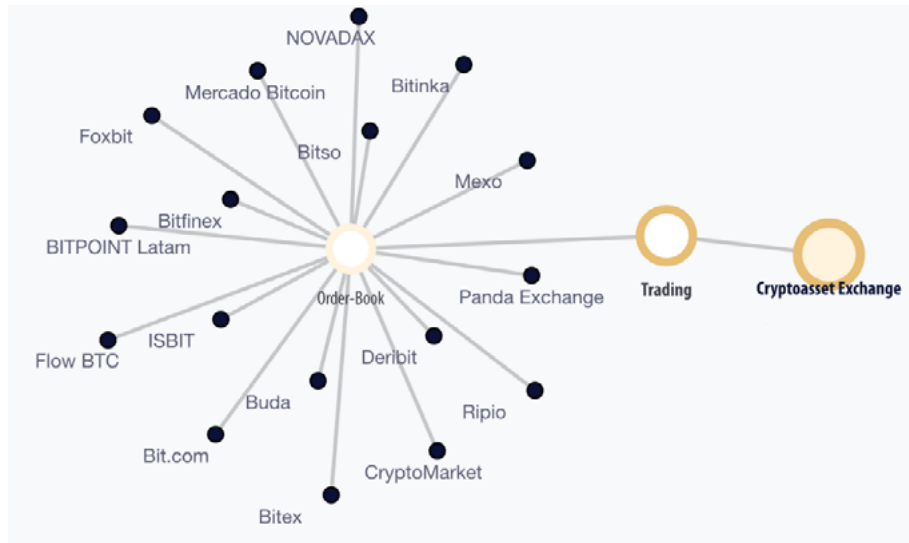 NOVADAX
Mercado Bitcoin
Bitinka
Foxbit
Bitso
Mexo
Bitfinex
BITPOINT Latam
Order-Book
Panda Exchange
Trading
Cryptoasset Exchange
ISBIT
Flow BTC
Deribit
Buda
Ripio
Bit.com
CryptoMarket
Bitex